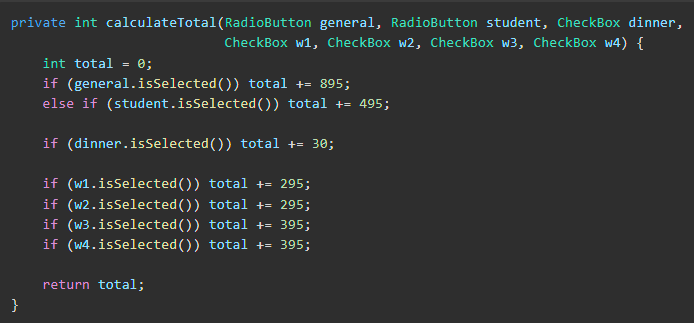 private int calculateTotal(RadioButton general, RadioButton student, CheckBox dinner,
                           CheckBox w1, CheckBox w2, CheckBox w3, CheckBox w4) {
    int total = 0;
    if (general.isSelected()) total += 895;
    else if (student.isSelected()) total += 495;

    if (dinner.isSelected()) total += 30;

    if (w1.isSelected()) total += 295;
    if (w2.isSelected()) total += 295;
    if (w3.isSelected()) total += 395;
    if (w4.isSelected()) total += 395;

    return total;
}